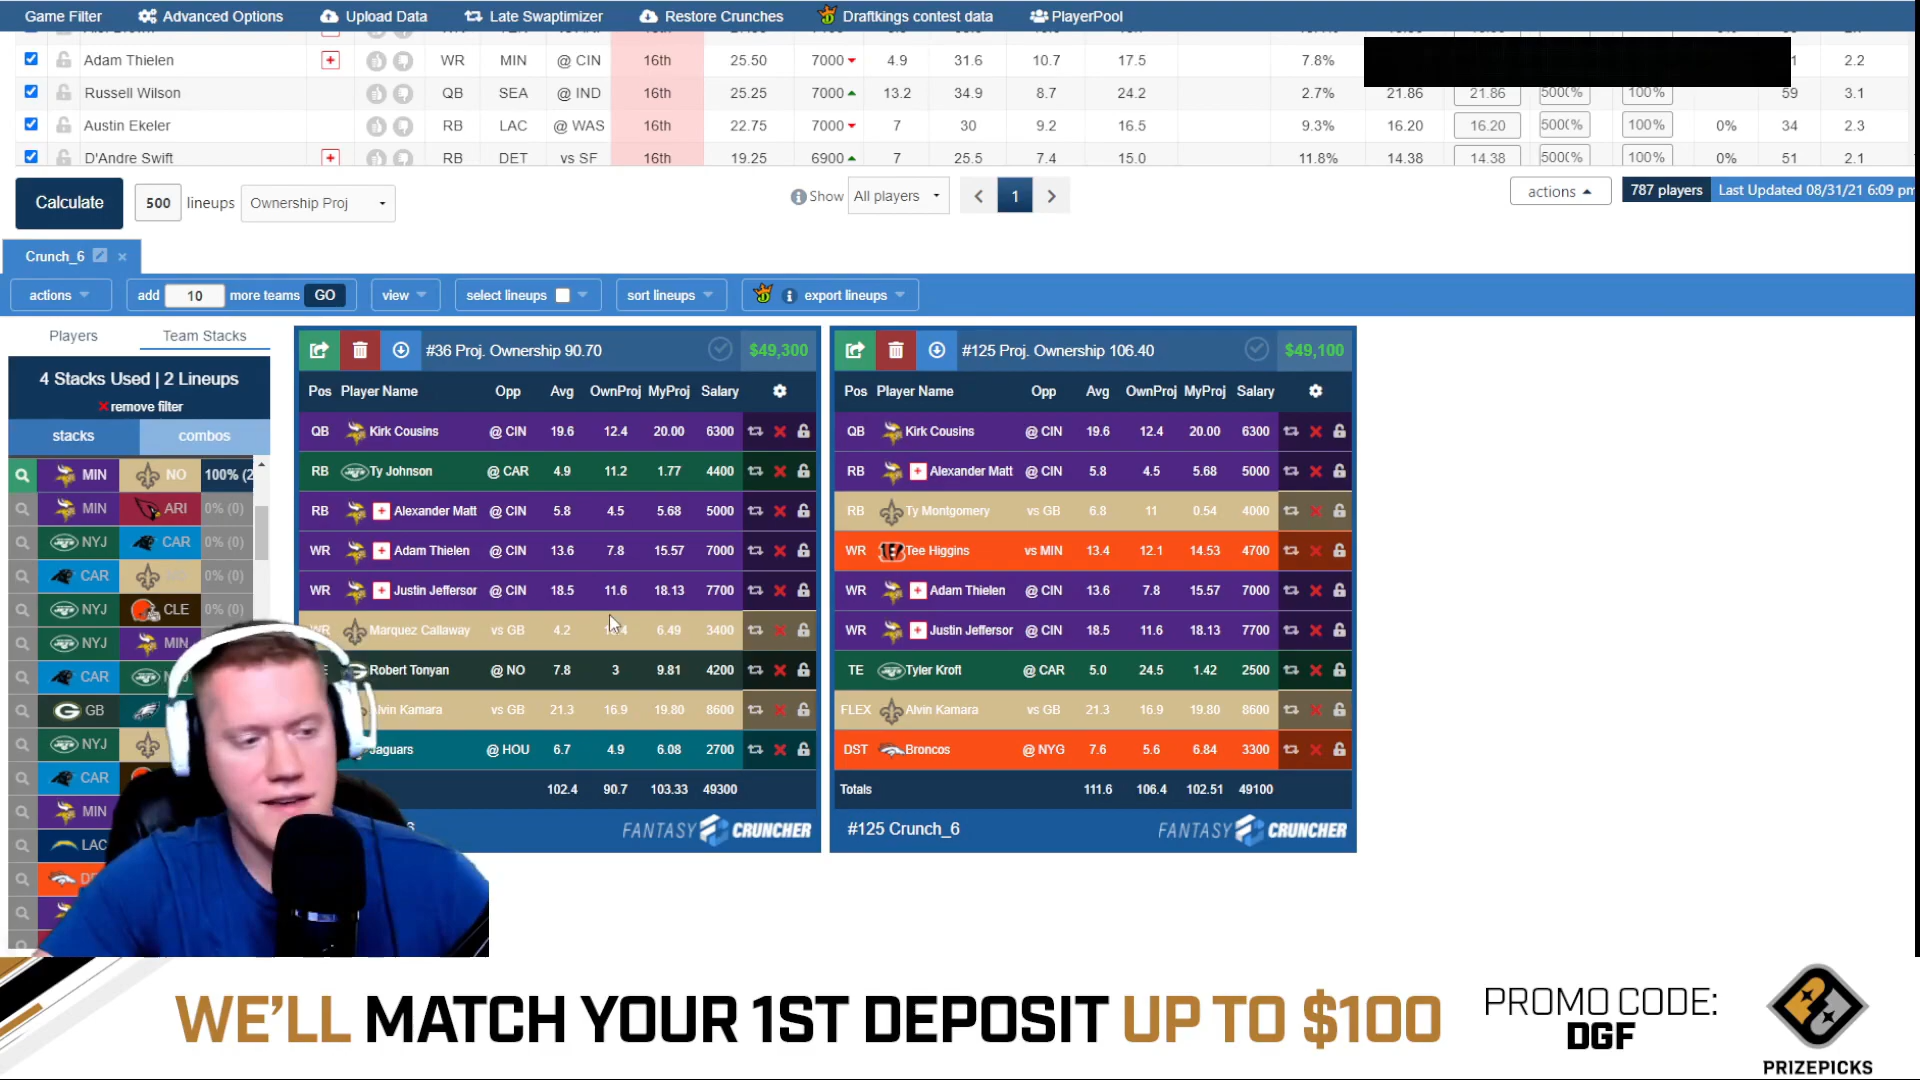 Game Filter Advanced Options Upload Data Late Swaptimizer Restore Crunches Draftkings contest data PlayerPool
Adam Thielen + WR MIN @ CIN 16th 25.50 7000 4.9 31.6 10.7 17.5 7.8% 2.2
Russell Wilson QB SEA @ IND 16th 25.25 7000 13.2 34.9 8.7 24.2 2.7% 21.86 21.86 100% 59 3.1
Austin Ekeler RB LAC @ WAS 16th 22.75 7000 7 30 9.2 16.5 9.3% 16.20 16.20 100% 0% 34 2.3
D'Andre Swift + RB DET vs SF 16th 19.25 6900 7 25.5 7.4 15.0 11.8% 14.38 14.38 100% 0% 51 2.1
Calculate 500 lineups Ownership Proj Show All players 1 actions 787 players Last Updated 08/31/21 6:09 pm
Crunch_6 ×
actions add 10 more teams GO view select lineups sort lineups export lineups
Players Team Stacks
4 Stacks Used | 2 Lineups
remove filter
stacks combos
MIN NO 100% (2
MIN ARI 0% (0)
NYJ CAR 0% (0)
CAR 0% (0)
NYJ CLE 0% (0)
NYJ MIN
CAR
GB
NYJ
CAR
MIN
LAC
#36 Proj. Ownership 90.70 $49,300
Pos Player Name Opp Avg OwnProj MyProj Salary
QB Kirk Cousins @ CIN 19.6 12.4 20.00 6300
RB Ty Johnson @ CAR 4.9 11.2 1.77 4400
RB + Alexander Matt @ CIN 5.8 4.5 5.68 5000
WR + Adam Thielen @ CIN 13.6 7.8 15.57 7000
WR + Justin Jeffersor @ CIN 18.5 11.6 18.13 7700
WR Marquez Callaway vs GB 4.2 6.49 3400
Robert Tonyan @ NO 7.8 3 9.81 4200
lvin Kamara vs GB 21.3 16.9 19.80 8600
Jaguars @ HOU 6.7 4.9 6.08 2700
102.4 90.7 103.33 49300
6 FANTASY CRUNCHER
#125 Proj. Ownership 106.40 $49,100
Pos Player Name Opp Avg OwnProj MyProj Salary
QB Kirk Cousins @ CIN 19.6 12.4 20.00 6300
RB + Alexander Matt @ CIN 5.8 4.5 5.68 5000
RB Ty Montgomery vs GB 6.8 11 0.54 4000
WR Tee Higgins vs MIN 13.4 12.1 14.53 4700
WR + Adam Thielen @ CIN 13.6 7.8 15.57 7000
WR + Justin Jeffersor @ CIN 18.5 11.6 18.13 7700
TE Tyler Kroft @ CAR 5.0 24.5 1.42 2500
FLEX Alvin Kamara vs GB 21.3 16.9 19.80 8600
DST Broncos @ NYG 7.6 5.6 6.84 3300
Totals 111.6 106.4 102.51 49100
#125 Crunch_6 FANTASY CRUNCHER
WE'LL MATCH YOUR 1ST DEPOSIT UP TO $100
PROMO CODE:
DGF
PRIZEPICKS